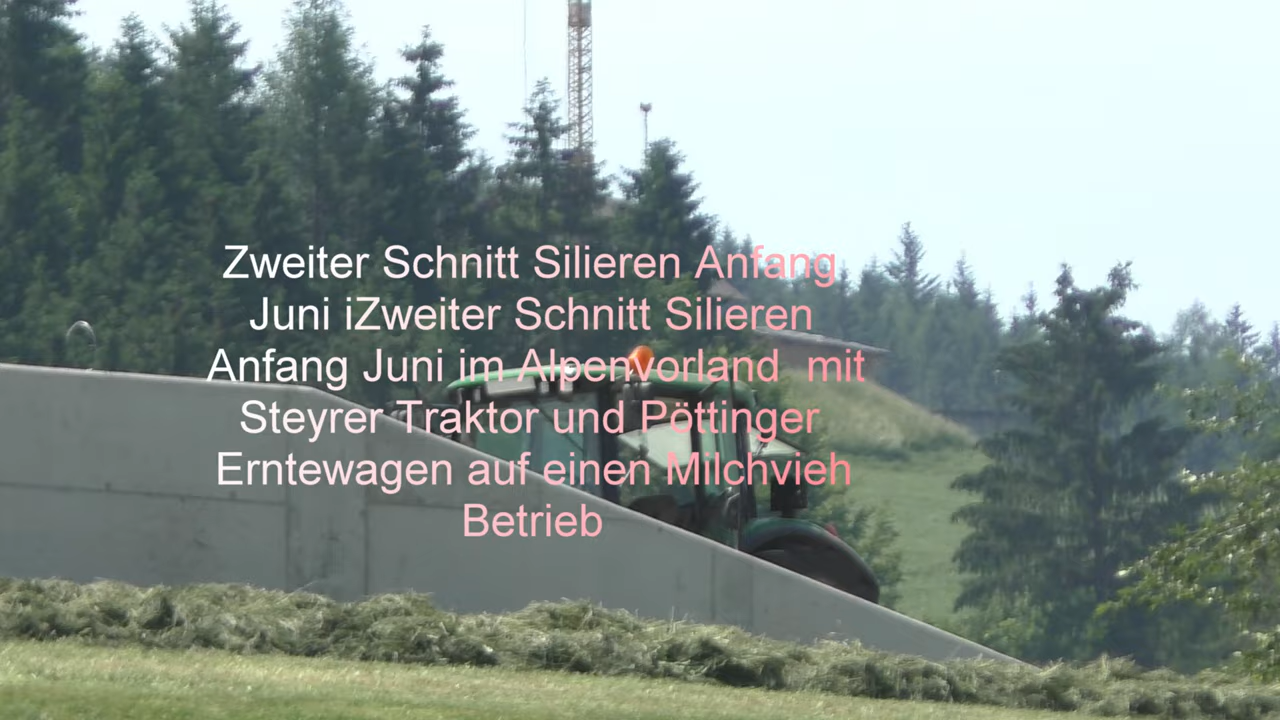 Zweiter Schnitt Silieren Anfang
Juni iZweiter Schnitt Silieren
Anfang Juni im Alpenvorland  mit
Steyrer Traktor und Pöttinger
Erntewagen auf einen Milchvieh
Betrieb